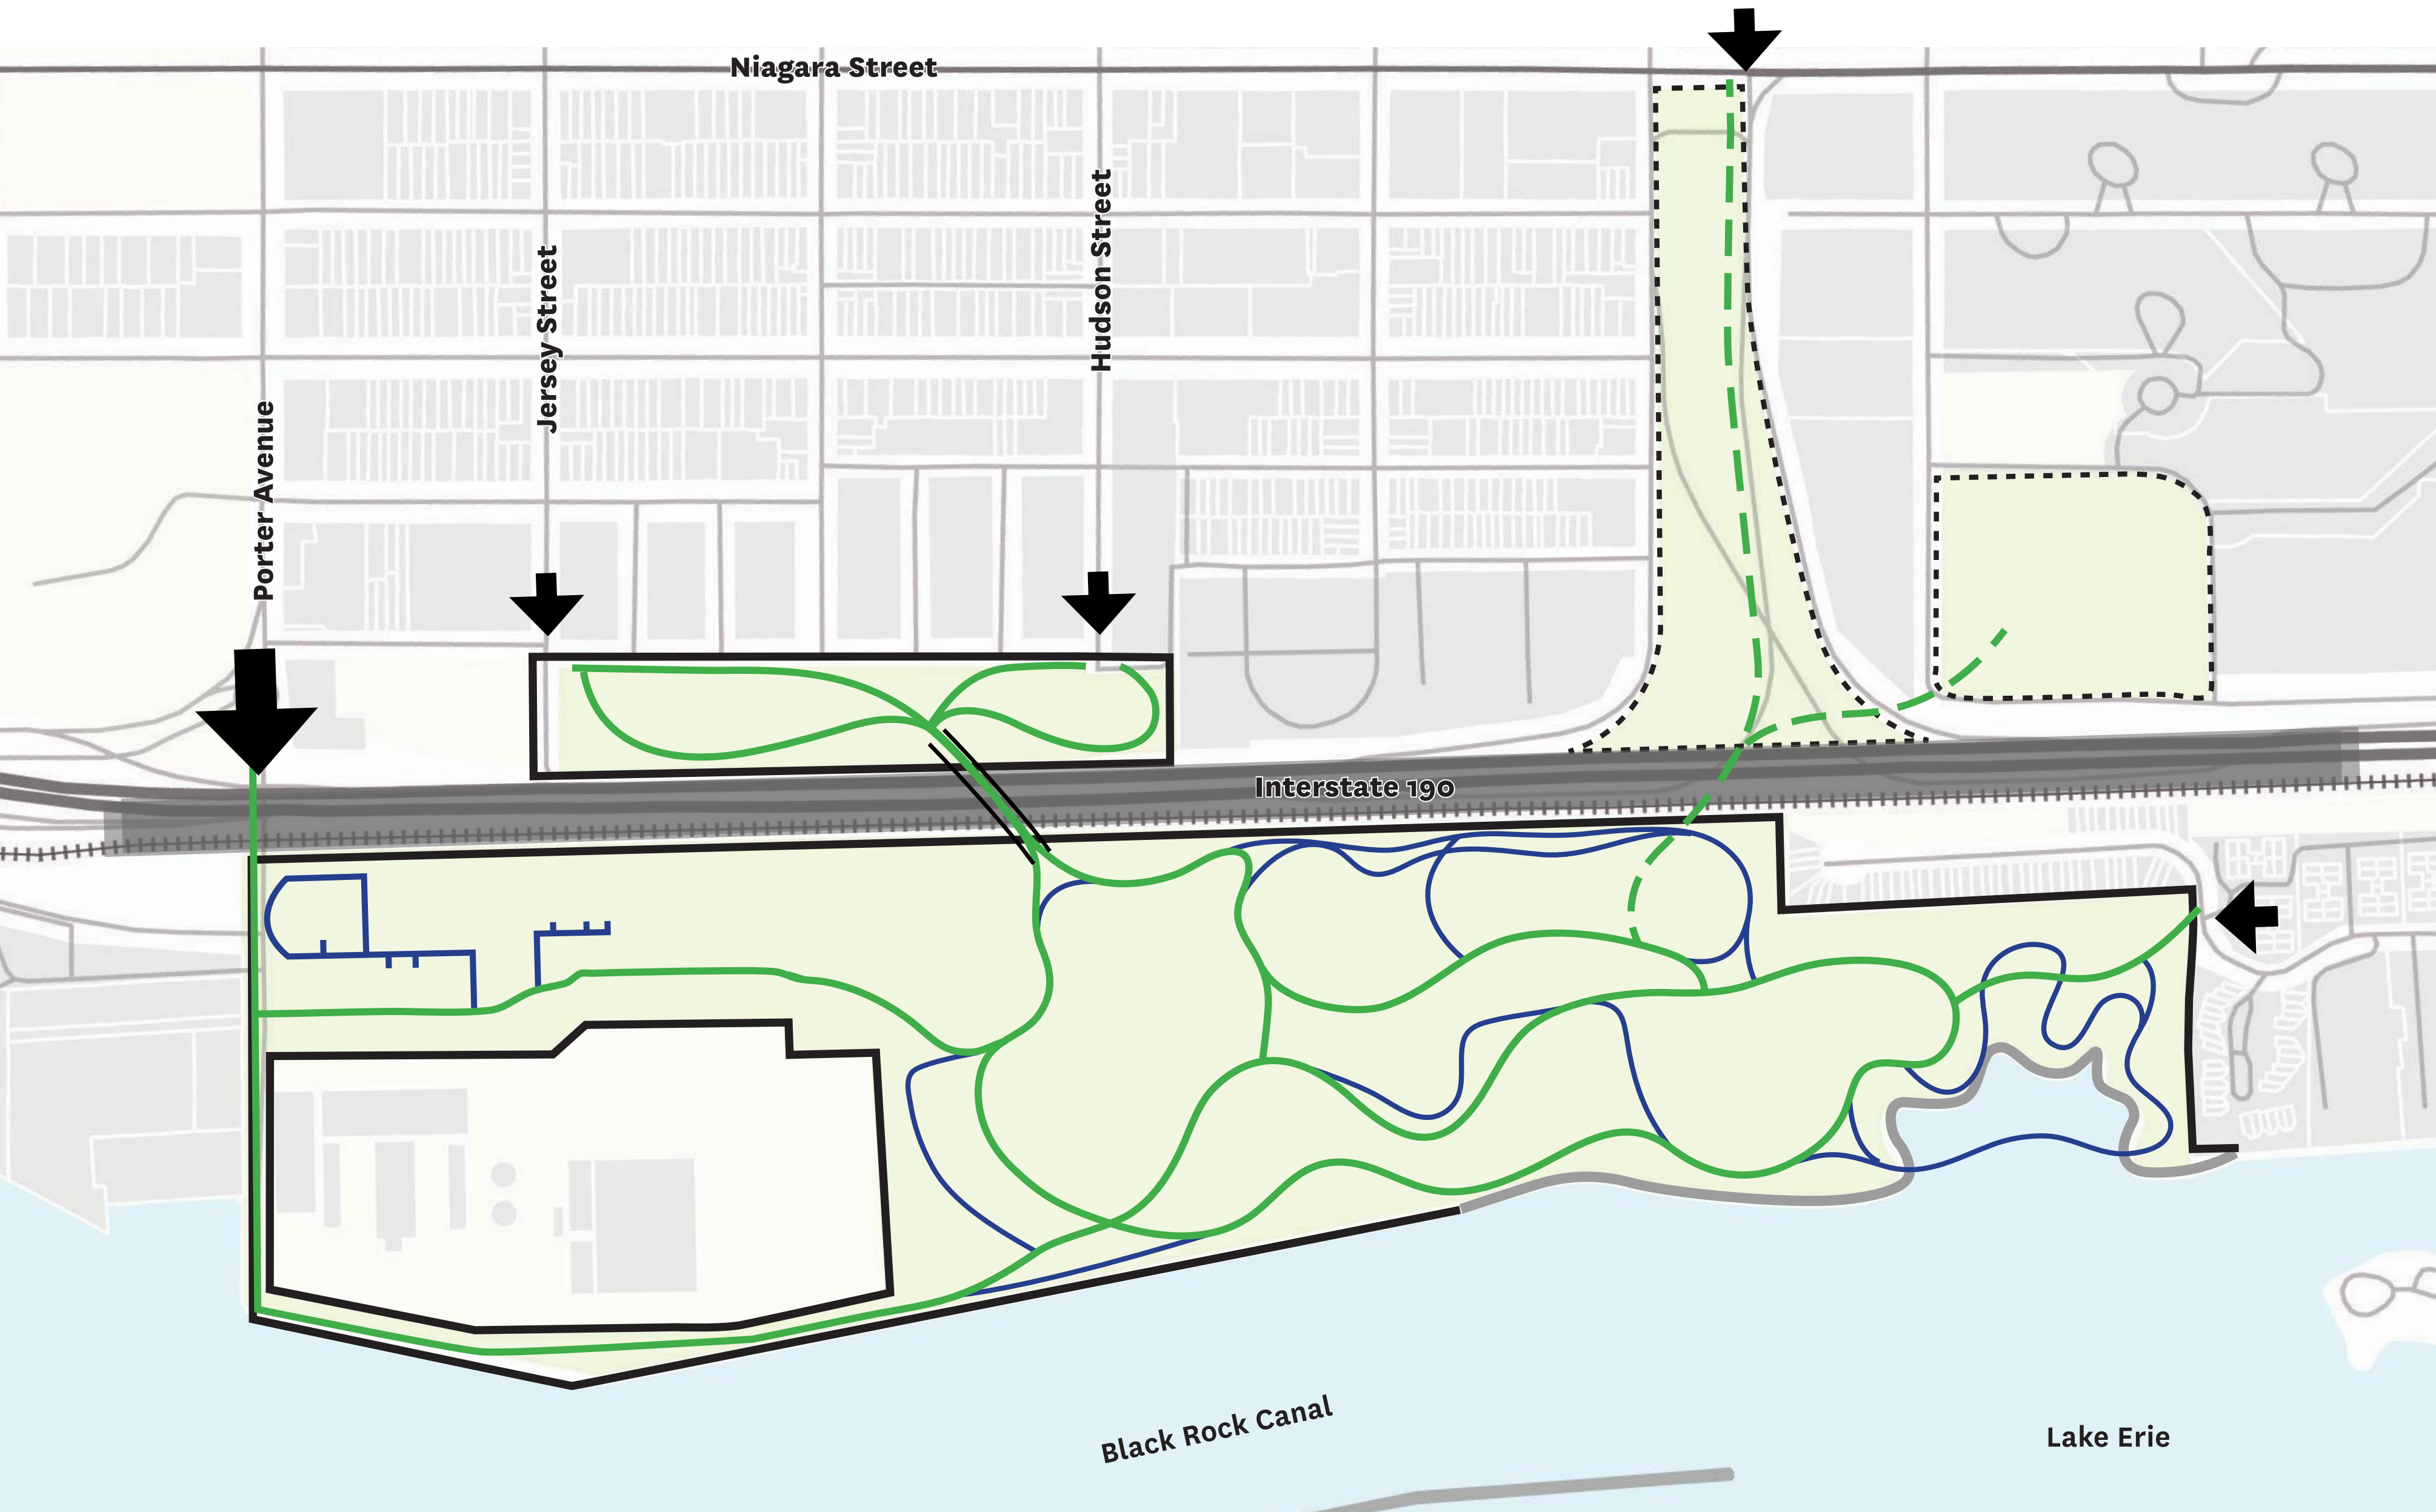 Niagara Street
Hudson Street
Jersey Street
Porter Avenue
Interstate 190
Black Rock Canal
Lake Erie